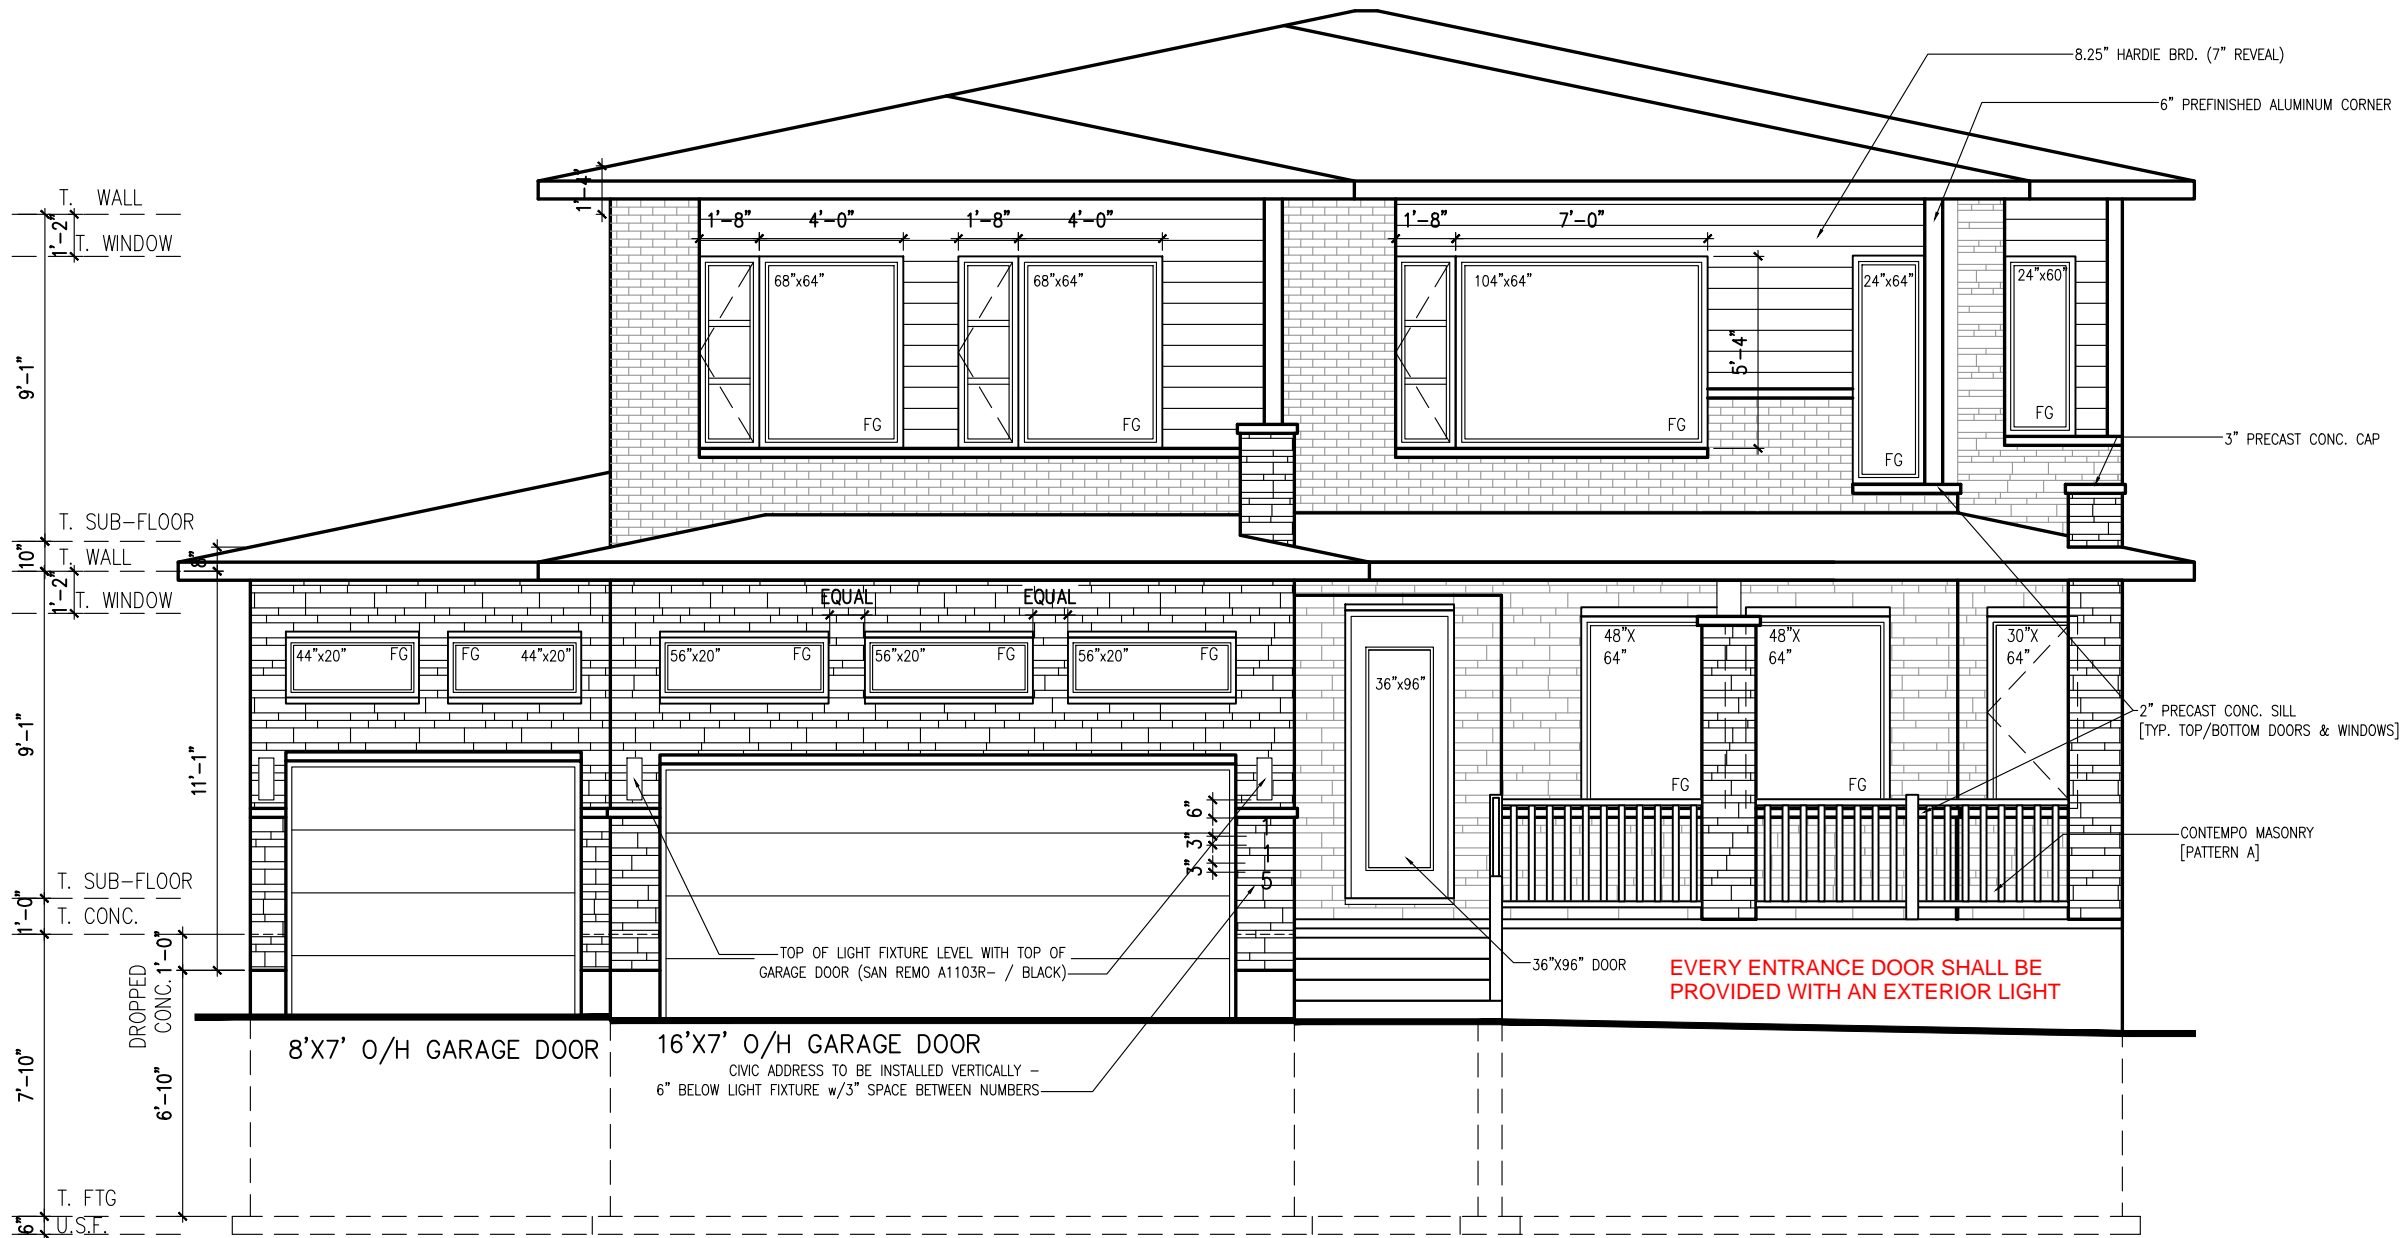 8.25" HARDIE BRD. (7" REVEAL)
6" PREFINISHED ALUMINUM CORNER
1'-4"
T. WALL
1'-2"
T. WINDOW
1'-8" 4'-0" 1'-8" 4'-0" 1'-8" 7'-0"
68"x64" 68"x64" 104"x64" 24"x64" 24"x60"
5'-4"
9'-1"
FG FG FG FG FG
3" PRECAST CONC. CAP
T. SUB-FLOOR
10"
T. WALL
8"
1'-2"
T. WINDOW
EQUAL EQUAL
44"x20" FG FG 44"x20" 56"x20" FG 56"x20" FG 56"x20" FG
48"X
64"
48"X
64"
30"X
64"
36"x96"
2" PRECAST CONC. SILL
[TYP. TOP/BOTTOM DOORS & WINDOWS]
9'-1"
11'-1"
FG FG
6"
3"
3"
1
1
5
CONTEMPO MASONRY
[PATTERN A]
T. SUB-FLOOR
1'-0"
T. CONC.
DROPPED
CONC. 1'-0"
TOP OF LIGHT FIXTURE LEVEL WITH TOP OF
GARAGE DOOR (SAN REMO A1103R- / BLACK)
36"X96" DOOR
EVERY ENTRANCE DOOR SHALL BE
PROVIDED WITH AN EXTERIOR LIGHT
8'X7' O/H GARAGE DOOR
16'X7' O/H GARAGE DOOR
CIVIC ADDRESS TO BE INSTALLED VERTICALLY -
6" BELOW LIGHT FIXTURE w/3" SPACE BETWEEN NUMBERS
7'-10"
6'-10"
T. FTG
6"
U.S.F.